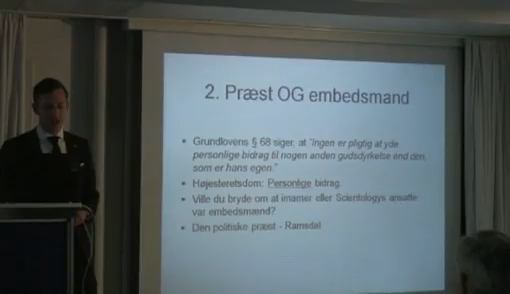 2. Præst OG embedsmand
• Grundlovens § 68 siger, at "Ingen er pligtig at yde
personlige bidrag til nogen anden gudsdyrkelse end den,
som er hans egen."
• Højesteretsdom: Personlige bidrag.
• Ville du bryde om at imamer eller Scientologys ansatte
var embedsmænd?
• Den politiske præst - Ramsdal